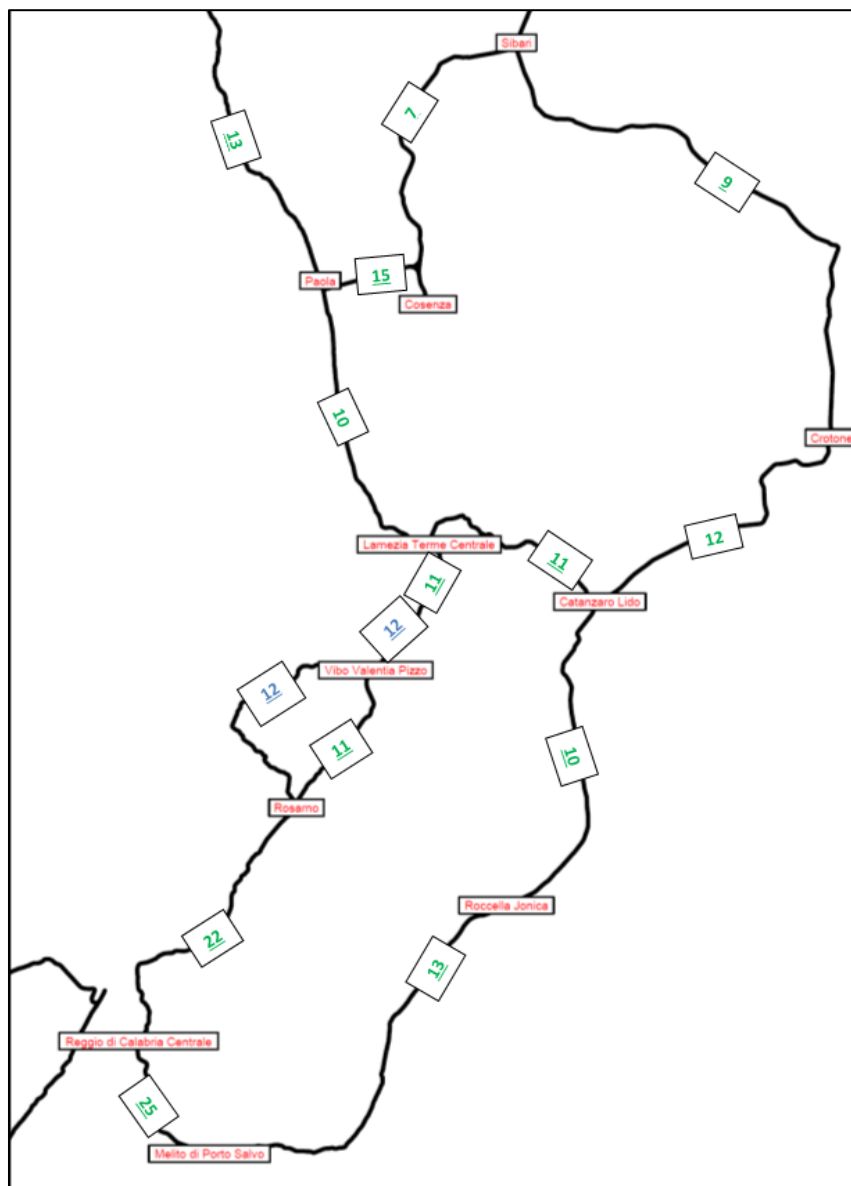 Sibari
7
13
9
15
Paola
Cosenza
10
Crotone
12
Lamezia Terme Centrale
11
11
Catanzaro Lido
12
Vibo Valentia Pizzo
12
11
10
Rosarno
Roccella Jonica
22
13
Reggio di Calabria Centrale
25
Melito di Porto Salvo